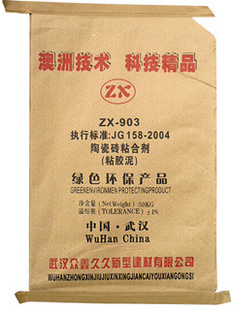 澳洲技术 科技精品
ZX
ZX-903
执行标准:JG 158-2004
陶瓷砖粘合剂
(粘胶泥)
绿色环保产品
GREENENVIRONMENPROTECTINGPRODUCT
净含量:(NetWeight):50KG
溢短粗(TOLERANCE) ±1%
中国·武汉
WuHan China
武汉众鑫久久新型建材有限公司
WUHANZHONGXINJIUJIUXINXINGJIANCAIYOUXIANGONGSI